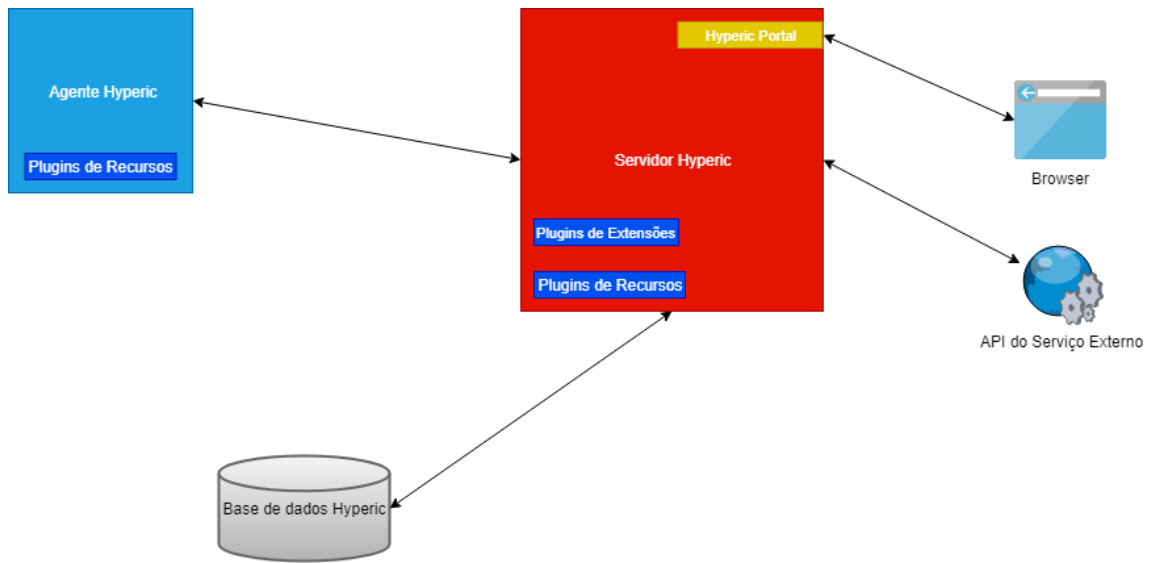 Hyperic Portal
Agente Hyperic
Plugins de Recursos
Servidor Hyperic
Plugins de Extensões
Plugins de Recursos
Browser
API do Serviço Externo
Base de dados Hyperic